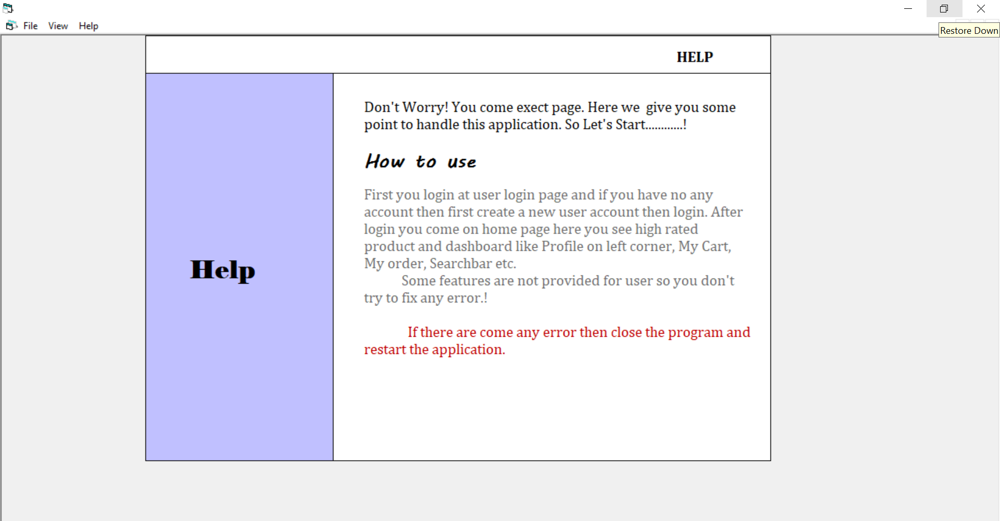 File View Help
Restore Down
HELP
Don't Worry! You come exect page. Here we  give you some
point to handle this application. So Let's Start............!
How to use
First you login at user login page and if you have no any
account then first create a new user account then login. After
login you come on home page here you see high rated
product and dashboard like Profile on left corner, My Cart,
My order, Searchbar etc.
Some features are not provided for user so you don't
try to fix any error.!
Help
If there are come any error then close the program and
restart the application.